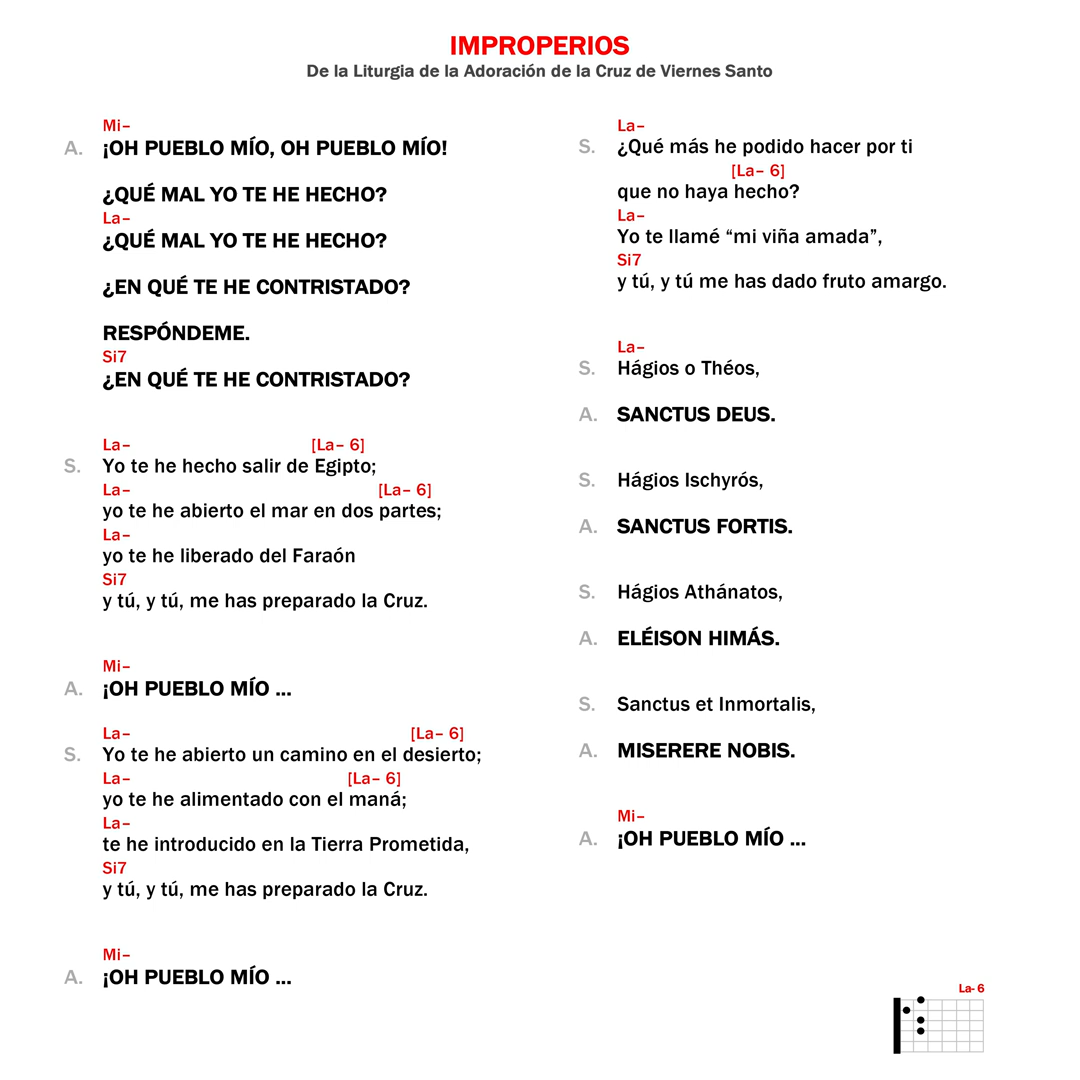 IMPROPERIOS
De la Liturgia de la Adoración de la Cruz de Viernes Santo
Mi–
A. ¡OH PUEBLO MÍO, OH PUEBLO MÍO!
¿QUÉ MAL YO TE HE HECHO?
La–
¿QUÉ MAL YO TE HE HECHO?
¿EN QUÉ TE HE CONTRISTADO?
RESPÓNDEME.
Si7
¿EN QUÉ TE HE CONTRISTADO?
La– [La– 6]
S. Yo te he hecho salir de Egipto;
La– [La– 6]
yo te he abierto el mar en dos partes;
La–
yo te he liberado del Faraón
Si7
y tú, y tú, me has preparado la Cruz.
Mi–
A. ¡OH PUEBLO MÍO ...
La– [La– 6]
S. Yo te he abierto un camino en el desierto;
La– [La– 6]
yo te he alimentado con el maná;
La–
te he introducido en la Tierra Prometida,
Si7
y tú, y tú, me has preparado la Cruz.
Mi–
A. ¡OH PUEBLO MÍO ...
La–
S. ¿Qué más he podido hacer por ti
[La– 6]
que no haya hecho?
La–
Yo te llamé “mi viña amada”,
Si7
y tú, y tú me has dado fruto amargo.
La–
S. Hágios o Théos,
A. SANCTUS DEUS.
S. Hágios Ischyrós,
A. SANCTUS FORTIS.
S. Hágios Athánatos,
A. ELÉISON HIMÁS.
S. Sanctus et Inmortalis,
A. MISERERE NOBIS.
Mi–
A. ¡OH PUEBLO MÍO ...
La- 6